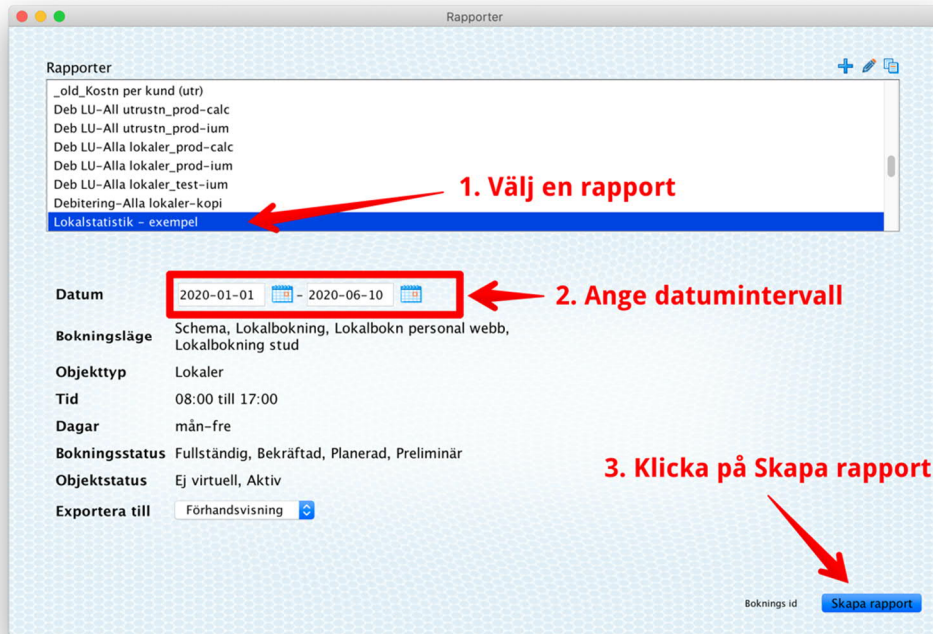 Rapporter
Rapporter
_old_Kostn per kund (utr)
Deb LU-All utrustn_prod-calc
Deb LU-All utrustn_prod-ium
Deb LU-Alla lokaler_prod-calc
Deb LU-Alla lokaler_prod-ium
Deb LU-Alla lokaler_test-ium
Debitering-Alla lokaler-kopi
Lokalstatistik - exempel
1. Välj en rapport
Datum 2020-01-01 - 2020-06-10
2. Ange datumintervall
Bokningsläge Schema, Lokalbokning, Lokalbokn personal webb,
Lokalbokning stud
Objekttyp Lokaler
Tid 08:00 till 17:00
Dagar mån-fre
Bokningsstatus Fullständig, Bekräftad, Planerad, Preliminär
Objektstatus Ej virtuell, Aktiv
Exportera till Förhandsvisning
3. Klicka på Skapa rapport
Boknings id Skapa rapport